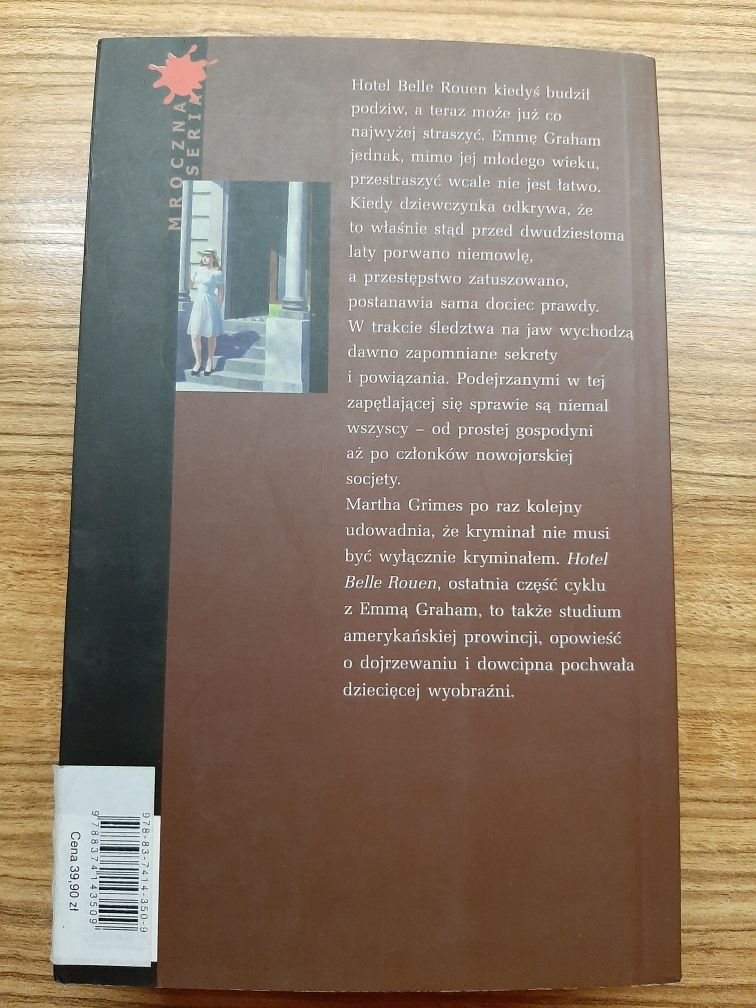 MROCZNA
SERIA
Hotel Belle Rouen kiedyś budził
podziw, a teraz może już co
najwyżej straszyć. Emmę Graham
jednak, mimo jej młodego wieku,
przestraszyć wcale nie jest łatwo.
Kiedy dziewczynka odkrywa, że
to właśnie stąd przed dwudziestoma
laty porwano niemowlę,
a przestępstwo zatuszowano,
postanawia sama dociec prawdy.
W trakcie śledztwa na jaw wychodzą
dawno zapomniane sekrety
i powiązania. Podejrzanymi w tej
zapętlającej się sprawie są niemal
wszyscy – od prostej gospodyni
aż po członków nowojorskiej
socjety.
Martha Grimes po raz kolejny
udowadnia, że kryminał nie musi
być wyłącznie kryminałem. Hotel
Belle Rouen, ostatnia część cyklu
z Emmą Graham, to także studium
amerykańskiej prowincji, opowieść
o dojrzewaniu i dowcipna pochwała
dziecięcej wyobraźni.
978-83-7414-350-9
9788374143509
Cena 39,90 zł